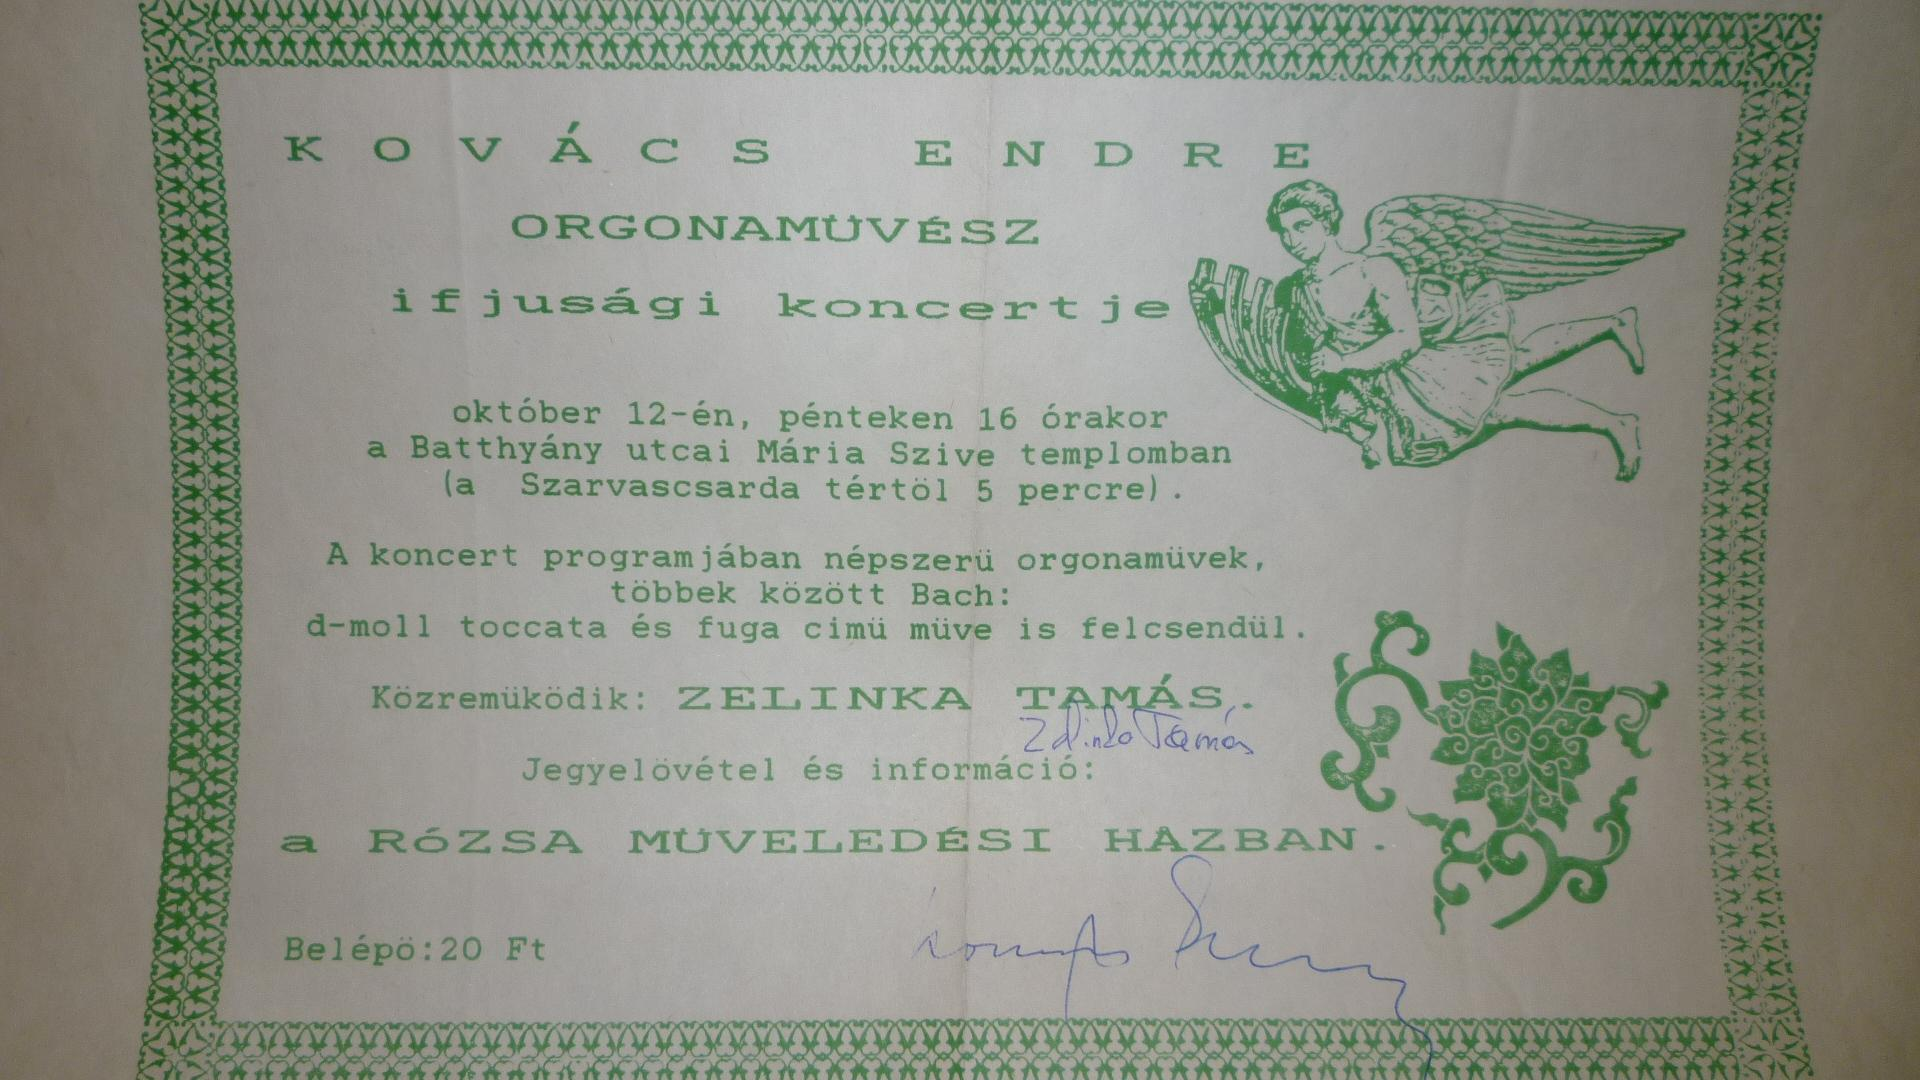 KOVÁCS ENDRE
ORGONAMÜVÉSZ
ifjusági koncertje
október 12-én, pénteken 16 órakor
a Batthyány utcai Mária Szive templomban
(a Szarvascsarda tértöl 5 percre).
A koncert programjában népszerü orgonamüvek,
többek között Bach:
d-moll toccata és fuga cimü müve is felcsendül.
Közremüködik: ZELINKA TAMÁS.
Zelinka Tamás
Jegyelövétel és információ:
a RÓZSA MÜVELEDÉSI HÁZBAN.
Belépö:20 Ft